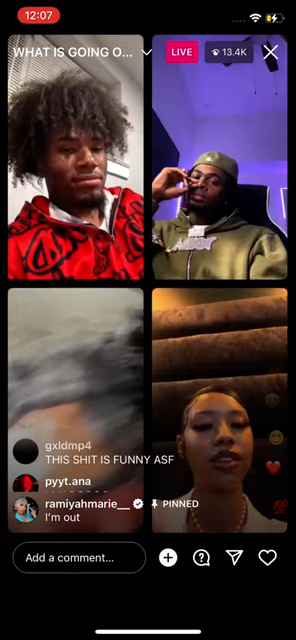 12:07
WHAT IS GOING O...
LIVE
13.4K
gxldmp4
THIS SHIT IS FUNNY ASF
pyyt.ana
ramiyahmarie__ PINNED
I'm out
Add a comment...